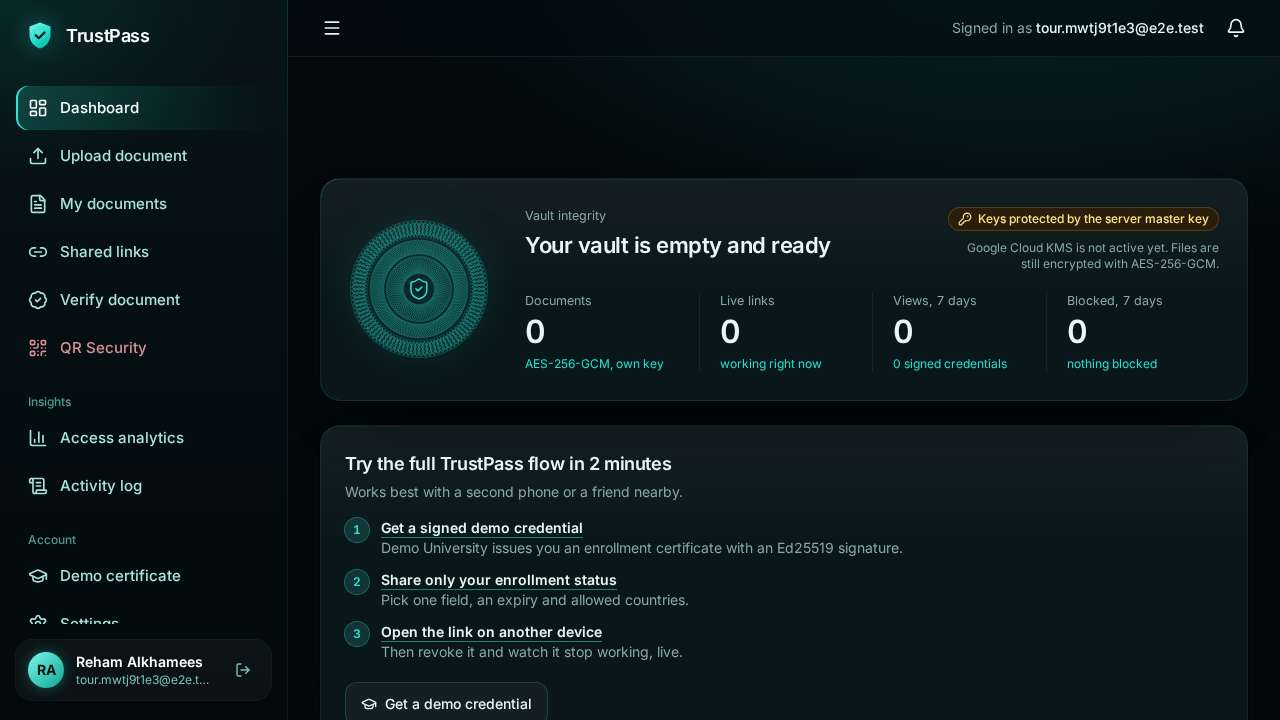 TrustPass
Signed in as tour.mwtj9t1e3@e2e.test
Dashboard
Upload document
My documents
Shared links
Verify document
QR Security
Insights
Access analytics
Activity log
Account
Demo certificate
Settings
RA
Reham Alkhamees
tour.mwtj9t1e3@e2e.t...
Vault integrity
Your vault is empty and ready
Keys protected by the server master key
Google Cloud KMS is not active yet. Files are
still encrypted with AES-256-GCM.
Documents
0
AES-256-GCM, own key
Live links
0
working right now
Views, 7 days
0
0 signed credentials
Blocked, 7 days
0
nothing blocked
Try the full TrustPass flow in 2 minutes
Works best with a second phone or a friend nearby.
1 Get a signed demo credential
Demo University issues you an enrollment certificate with an Ed25519 signature.
2 Share only your enrollment status
Pick one field, an expiry and allowed countries.
3 Open the link on another device
Then revoke it and watch it stop working, live.
Get a demo credential